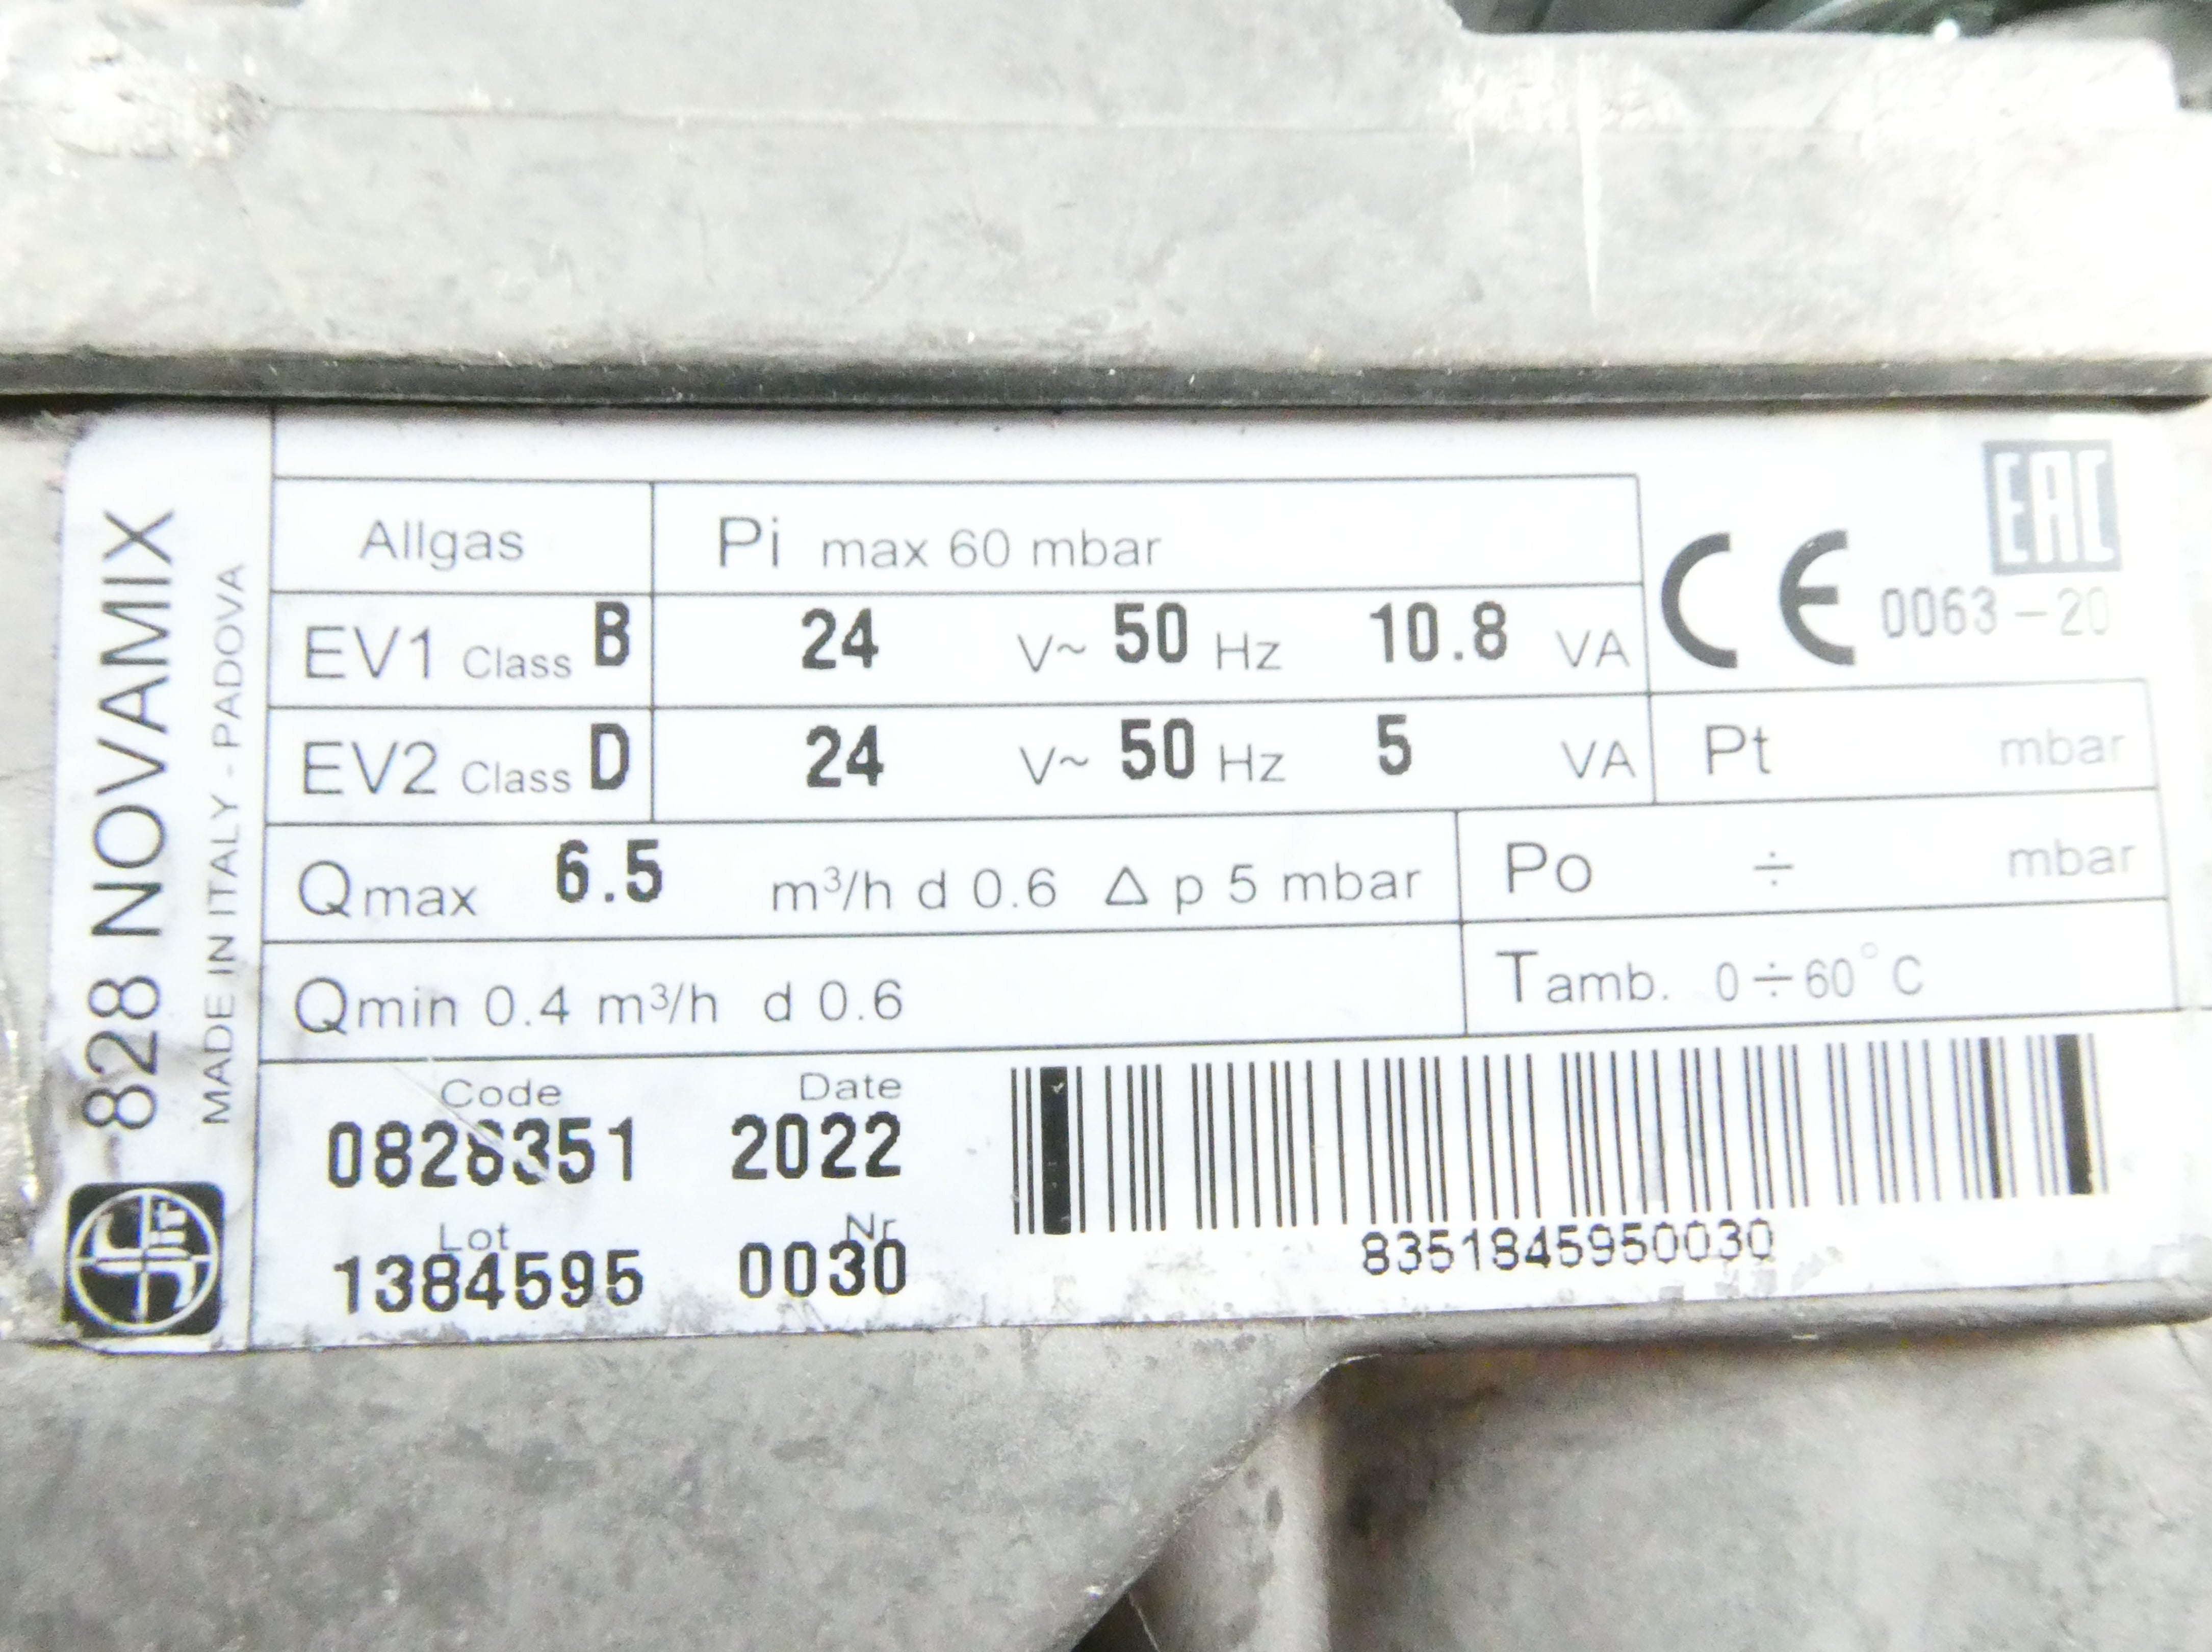 828 NOVAMIX
MADE IN ITALY - PADOVA
SIT
Allgas Pi max 60 mbar
EAC
CE 0063-20
EV1 Class B 24 V~ 50 Hz 10.8 VA
EV2 Class D 24 V~ 50 Hz 5 VA Pt mbar
Qmax 6.5 m³/h d 0.6 Δ p 5 mbar Po ÷ mbar
Qmin 0.4 m³/h d 0.6 Tamb. 0÷60°C
Code Date
0828351 2022
Lot Nr
1384595 0030
8351845950030